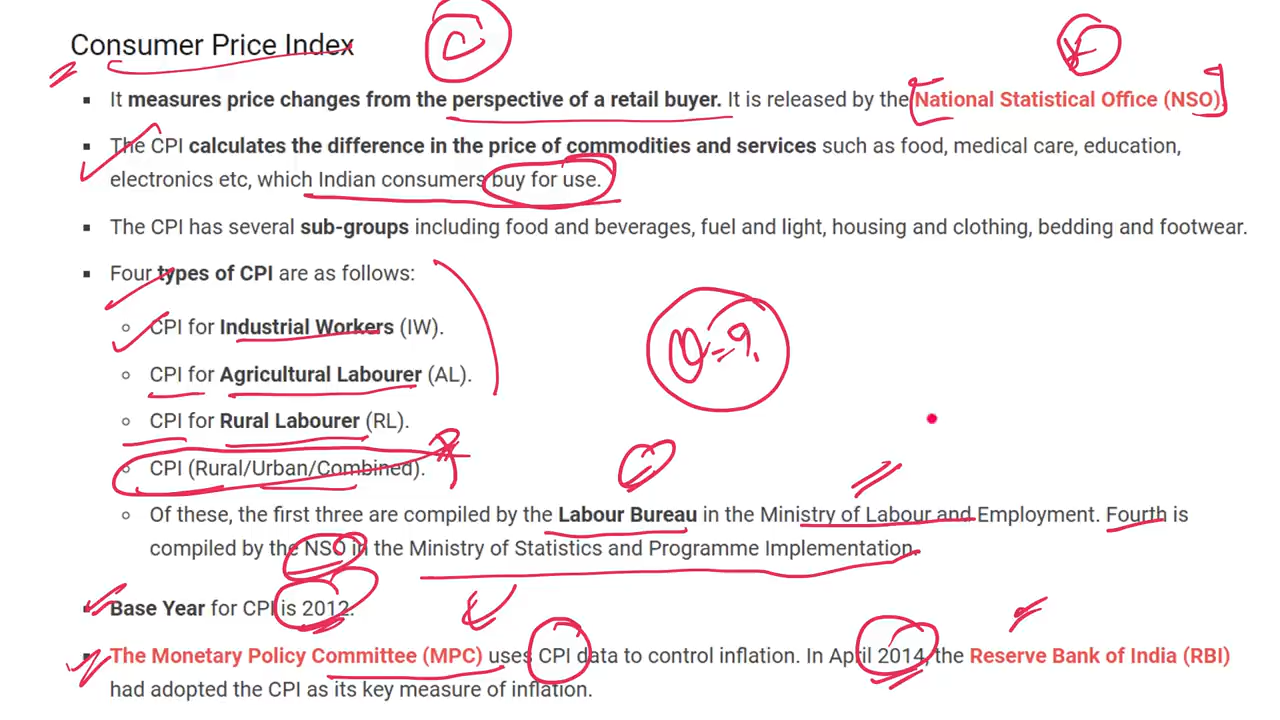 Consumer Price Index
It measures price changes from the perspective of a retail buyer. It is released by the National Statistical Office (NSO).
The CPI calculates the difference in the price of commodities and services such as food, medical care, education,
electronics etc, which Indian consumers buy for use.
The CPI has several sub-groups including food and beverages, fuel and light, housing and clothing, bedding and footwear.
Four types of CPI are as follows:
CPI for Industrial Workers (IW).
CPI for Agricultural Labourer (AL).
CPI for Rural Labourer (RL).
CPI (Rural/Urban/Combined).
Of these, the first three are compiled by the Labour Bureau in the Ministry of Labour and Employment. Fourth is
compiled by the NSO in the Ministry of Statistics and Programme Implementation.
Base Year for CPI is 2012.
The Monetary Policy Committee (MPC) uses CPI data to control inflation. In April 2014, the Reserve Bank of India (RBI)
had adopted the CPI as its key measure of inflation.